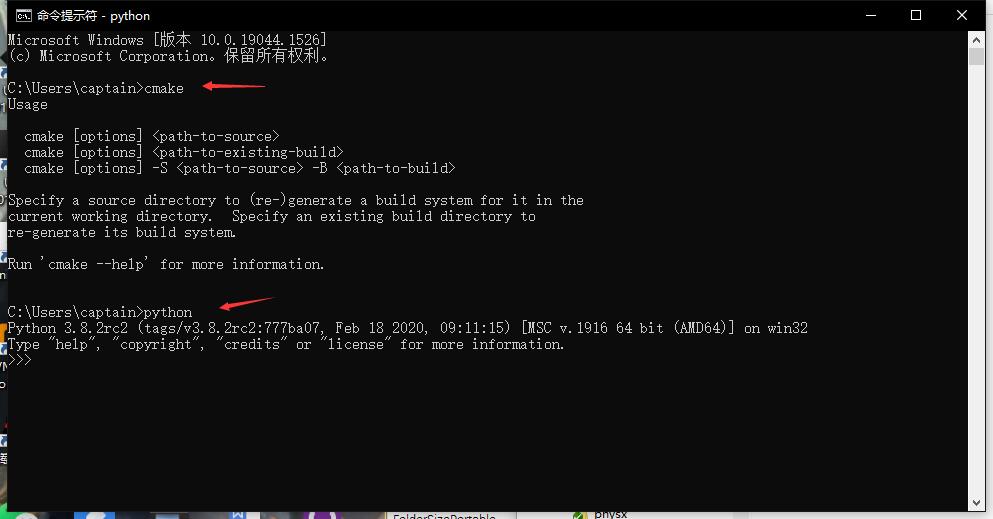 命令提示符 - python
Microsoft Windows [版本 10.0.19044.1526]
(c) Microsoft Corporation。保留所有权利。
C:\Users\captain>cmake
Usage
cmake [options] <path-to-source>
cmake [options] <path-to-existing-build>
cmake [options] -S <path-to-source> -B <path-to-build>
Specify a source directory to (re-)generate a build system for it in the
current working directory.  Specify an existing build directory to
re-generate its build system.
Run 'cmake --help' for more information.
C:\Users\captain>python
Python 3.8.2rc2 (tags/v3.8.2rc2:777ba07, Feb 18 2020, 09:11:15) [MSC v.1916 64 bit (AMD64)] on win32
Type "help", "copyright", "credits" or "license" for more information.
>>>
FolderSizePortable
physx